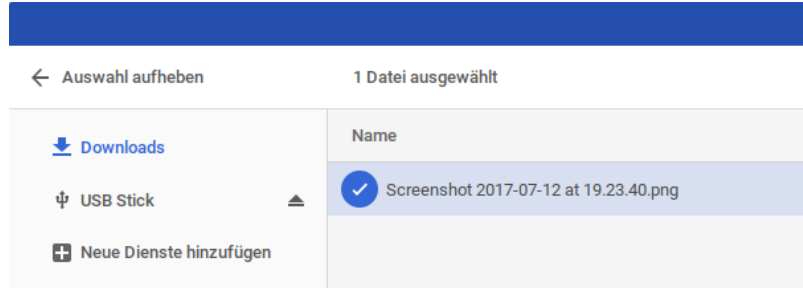 Auswahl aufheben
1 Datei ausgewählt
Downloads
USB Stick
Neue Dienste hinzufügen
Name
Screenshot 2017-07-12 at 19.23.40.png